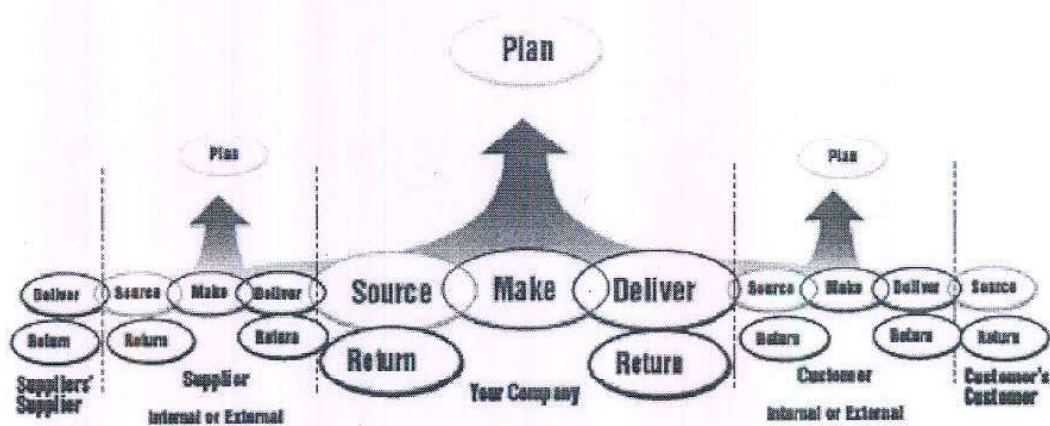 Plan
Plan
Plan
Deliver Source Make Deliver Source Make Deliver Source Make Deliver Source
Return Return Return Return Return Return Return Return
Suppliers'
Supplier
Supplier
Internal or External
Your Company
Customer
Internal or External
Customer's
Customer